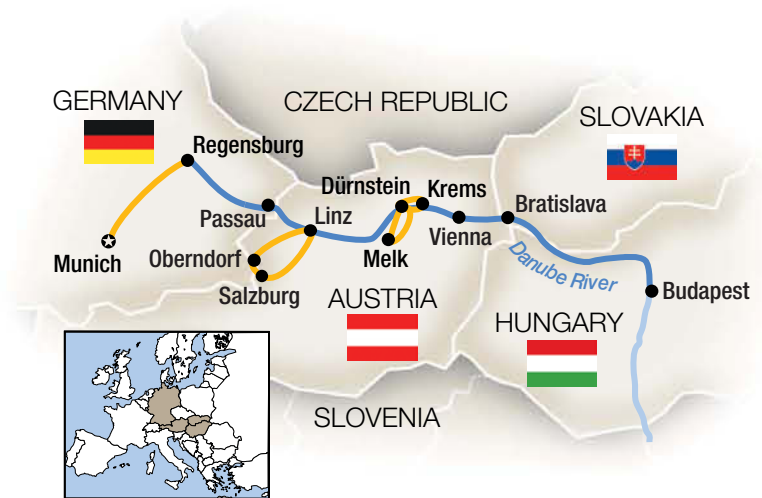 GERMANY
CZECH REPUBLIC
SLOVAKIA
Regensburg
Dürnstein
Krems
Passau
Linz
Bratislava
Vienna
Munich
Oberndorf
Melk
Danube River
Salzburg
Budapest
AUSTRIA
HUNGARY
SLOVENIA